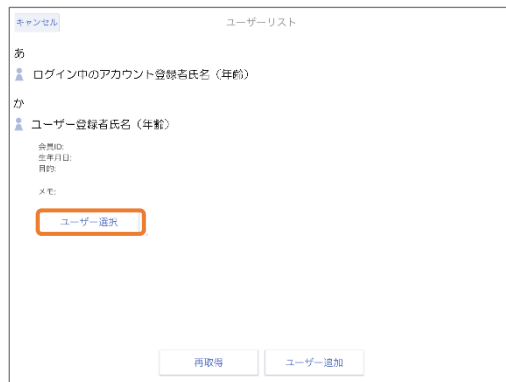 キャンセル ユーザーリスト
あ
ログイン中のアカウント登録者氏名（年齢）
か
ユーザー登録者氏名（年齢）
会員ID:
生年月日:
目的:
メモ:
ユーザー選択
再取得 ユーザー追加